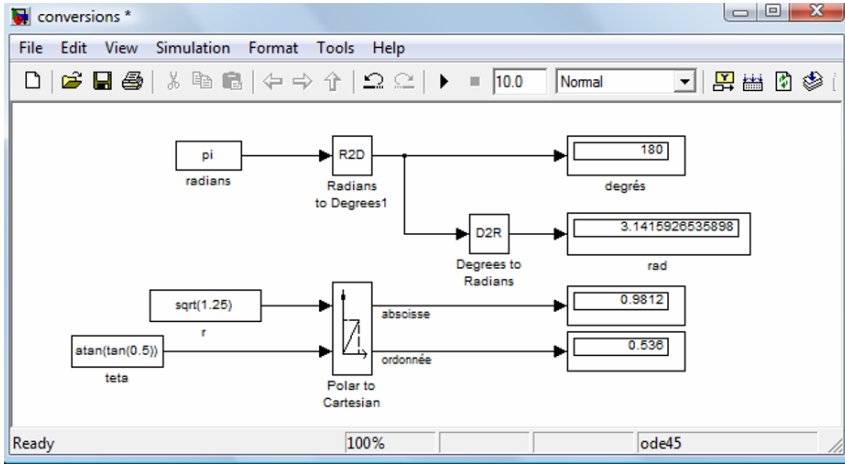 conversions *
File Edit View Simulation Format Tools Help
10.0 Normal
pi
radians
R2D
Radians
to Degrees1
180
degrés
D2R
Degrees to
Radians
3.1415926535898
rad
sqrt(1.25)
r
atan(tan(0.5))
teta
abscisse
ordonnée
Polar to
Cartesian
0.9812
0.536
Ready 100% ode45